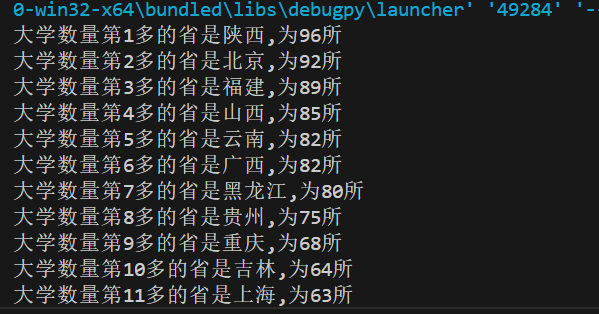 0-win32-x64\bundled\libs\debugpy\launcher' '49284' '-
大学数量第1多的省是陕西,为96所
大学数量第2多的省是北京,为92所
大学数量第3多的省是福建,为89所
大学数量第4多的省是山西,为85所
大学数量第5多的省是云南,为82所
大学数量第6多的省是广西,为82所
大学数量第7多的省是黑龙江,为80所
大学数量第8多的省是贵州,为75所
大学数量第9多的省是重庆,为68所
大学数量第10多的省是吉林,为64所
大学数量第11多的省是上海,为63所